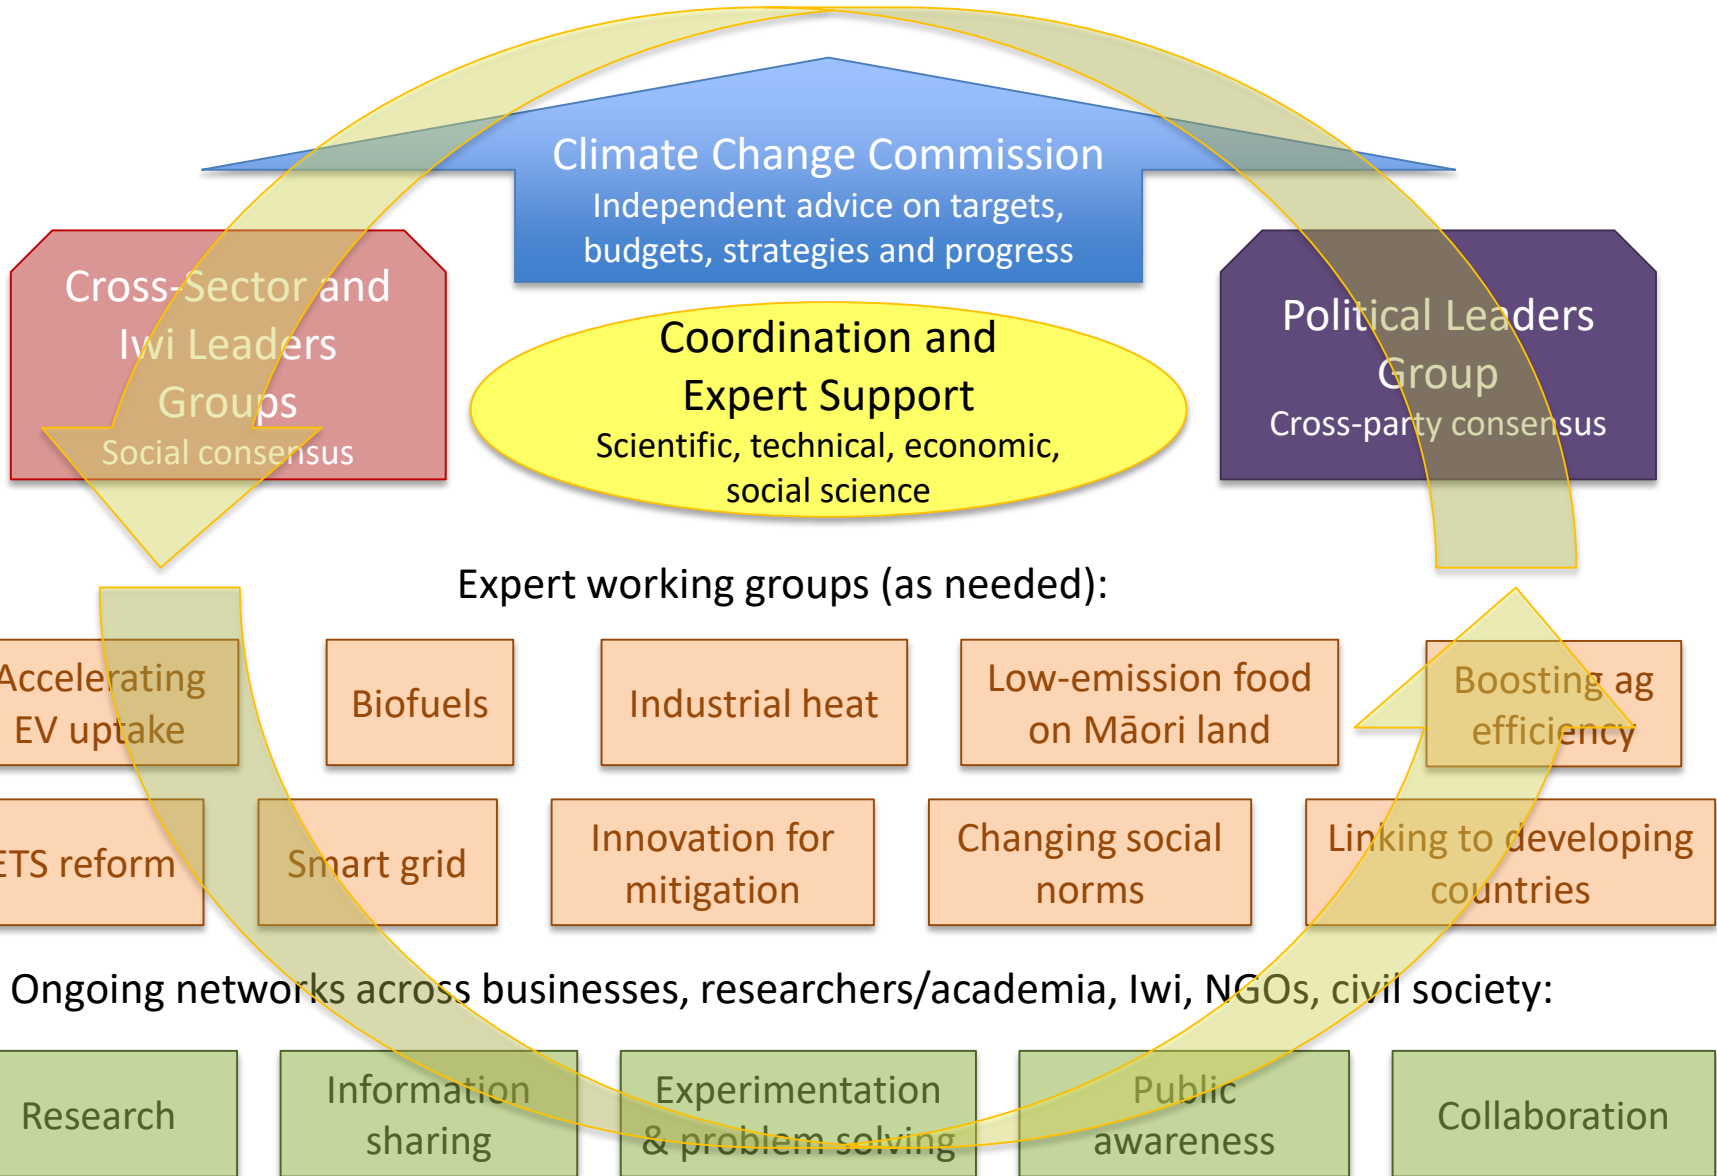 Climate Change Commission
Independent advice on targets,
budgets, strategies and progress
Cross-Sector and
Iwi Leaders
Groups
Social consensus
Coordination and
Expert Support
Scientific, technical, economic,
social science
Political Leaders
Group
Cross-party consensus
Expert working groups (as needed):
Accelerating
EV uptake
Biofuels
Industrial heat
Low-emission food
on Māori land
Boosting ag
efficiency
ETS reform
Smart grid
Innovation for
mitigation
Changing social
norms
Linking to developing
countries
Ongoing networks across businesses, researchers/academia, Iwi, NGOs, civil society:
Research
Information
sharing
Experimentation
& problem solving
Public
awareness
Collaboration